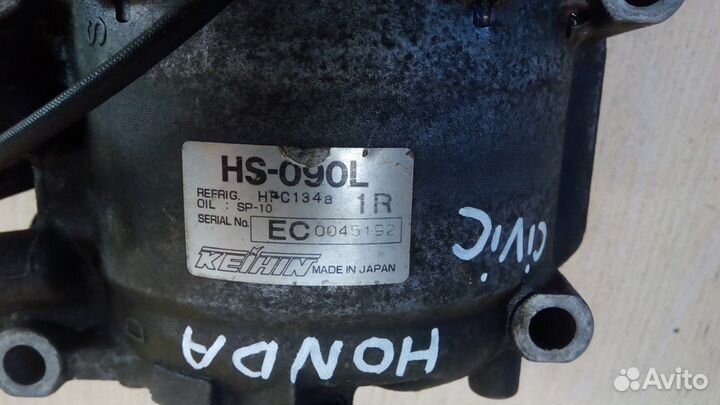 S
HS-090L
REFRIG. HFC134a
OIL : SP-10
1R
SERIAL No. EC 0045192
KEIHIN MADE IN JAPAN
CiViC
HONDA
Avito